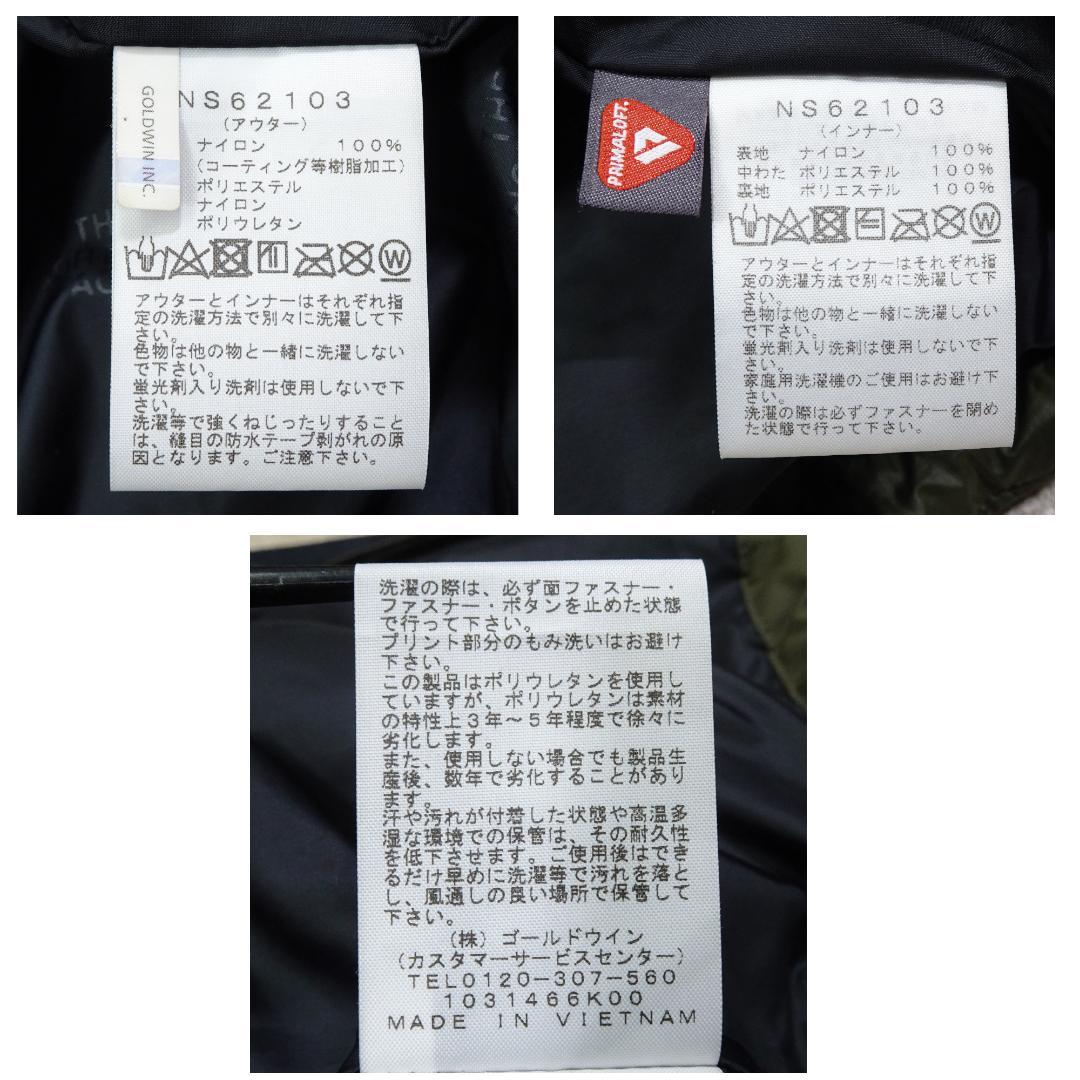 GOLDWIN INC.
NS62103
(アウター)
ナイロン 100%
(コーティング等樹脂加工)
ポリエステル
ナイロン
ポリウレタン
W
アウターとインナーはそれぞれ指
定の洗濯方法で別々に洗濯して下
さい。
色物は他の物と一緒に洗濯しない
で下さい。
蛍光剤入り洗剤は使用しないで下
さい。
洗濯等で強くねじったりすること
は、縫目の防水テープ剥がれの原
因となります。ご注意下さい。
PRIMALOFT.
NS62103
(インナー)
表地 ナイロン 100%
中わた ポリエステル 100%
裏地 ポリエステル 100%
W
アウターとインナーはそれぞれ指
定の洗濯方法で別々に洗濯して下
さい。
色物は他の物と一緒に洗濯しない
で下さい。
蛍光剤入り洗剤は使用しないで下
さい。
家庭用洗濯機のご使用はお避け下
さい。
洗濯の際は必ずファスナーを閉め
た状態で行って下さい。
洗濯の際は、必ず面ファスナー・
ファスナー・ボタンを止めた状態
で行って下さい。
プリント部分のもみ洗いはお避け
下さい。
この製品はポリウレタンを使用し
ていますが、ポリウレタンは素材
の特性上3年〜5年程度で徐々に
劣化します。
また、使用しない場合でも製品生
産後、数年で劣化することがあり
ます。
汗や汚れが付着した状態や高温多
湿な環境での保管は、その耐久性
を低下させます。ご使用後はでき
るだけ早めに洗濯等で汚れを落と
し、風通しの良い場所で保管して
下さい。
(株)ゴールドウイン
(カスタマーサービスセンター)
TEL0120-307-560
1031466K00
MADE IN VIETNAM